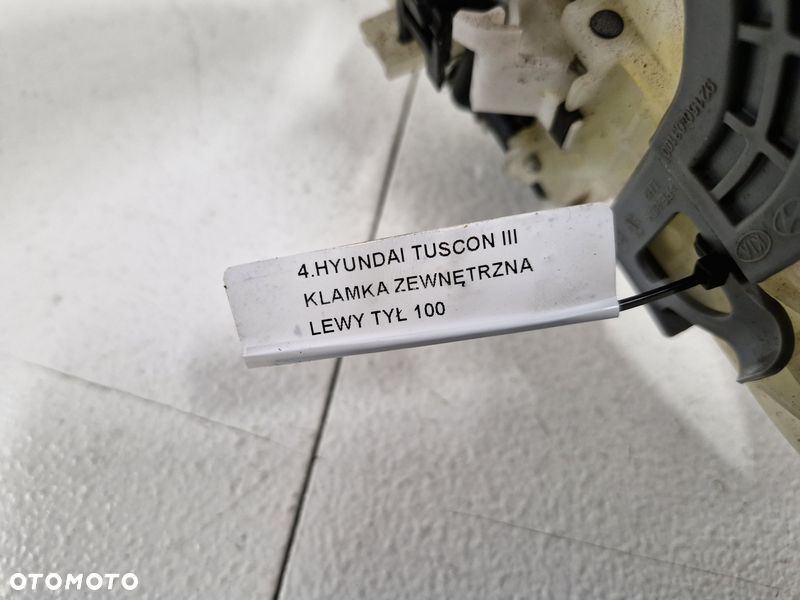 4.HYUNDAI TUSCON III
KLAMKA ZEWNĘTRZNA
LEWY TYŁ 100
OTOMOTO